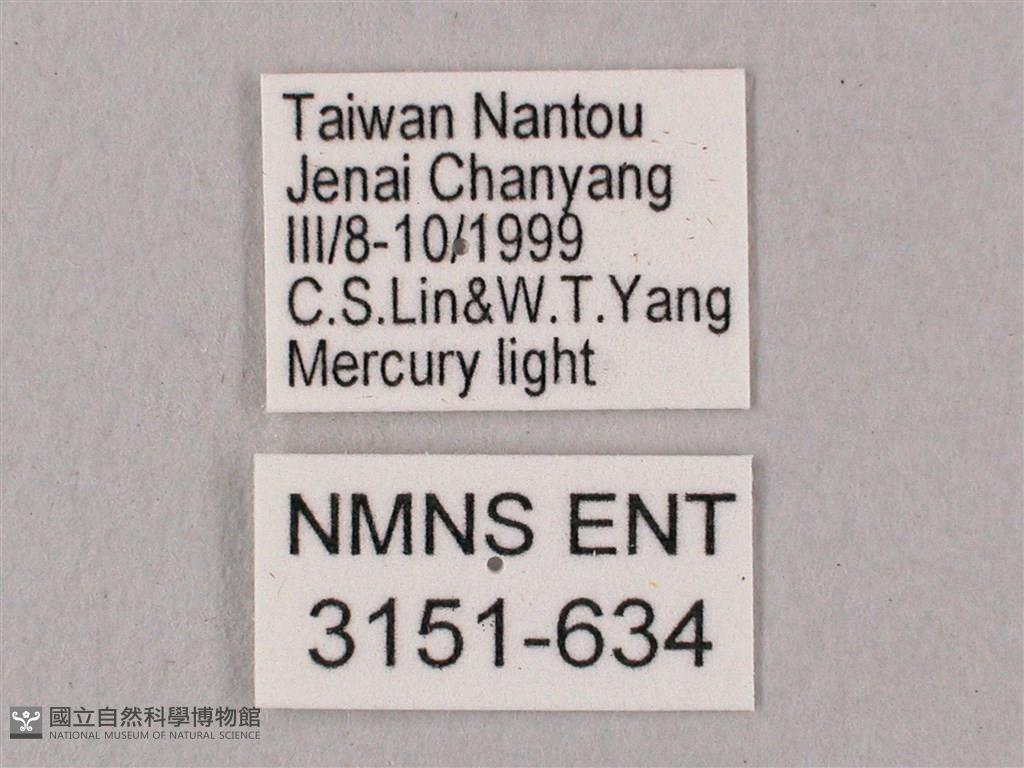 Taiwan Nantou
Jenai Chanyang
III/8-10/1999
C.S.Lin&W.T.Yang
Mercury light
NMNS ENT
3151-634
國立自然科學博物館
NATIONAL MUSEUM OF NATURAL SCIENCE